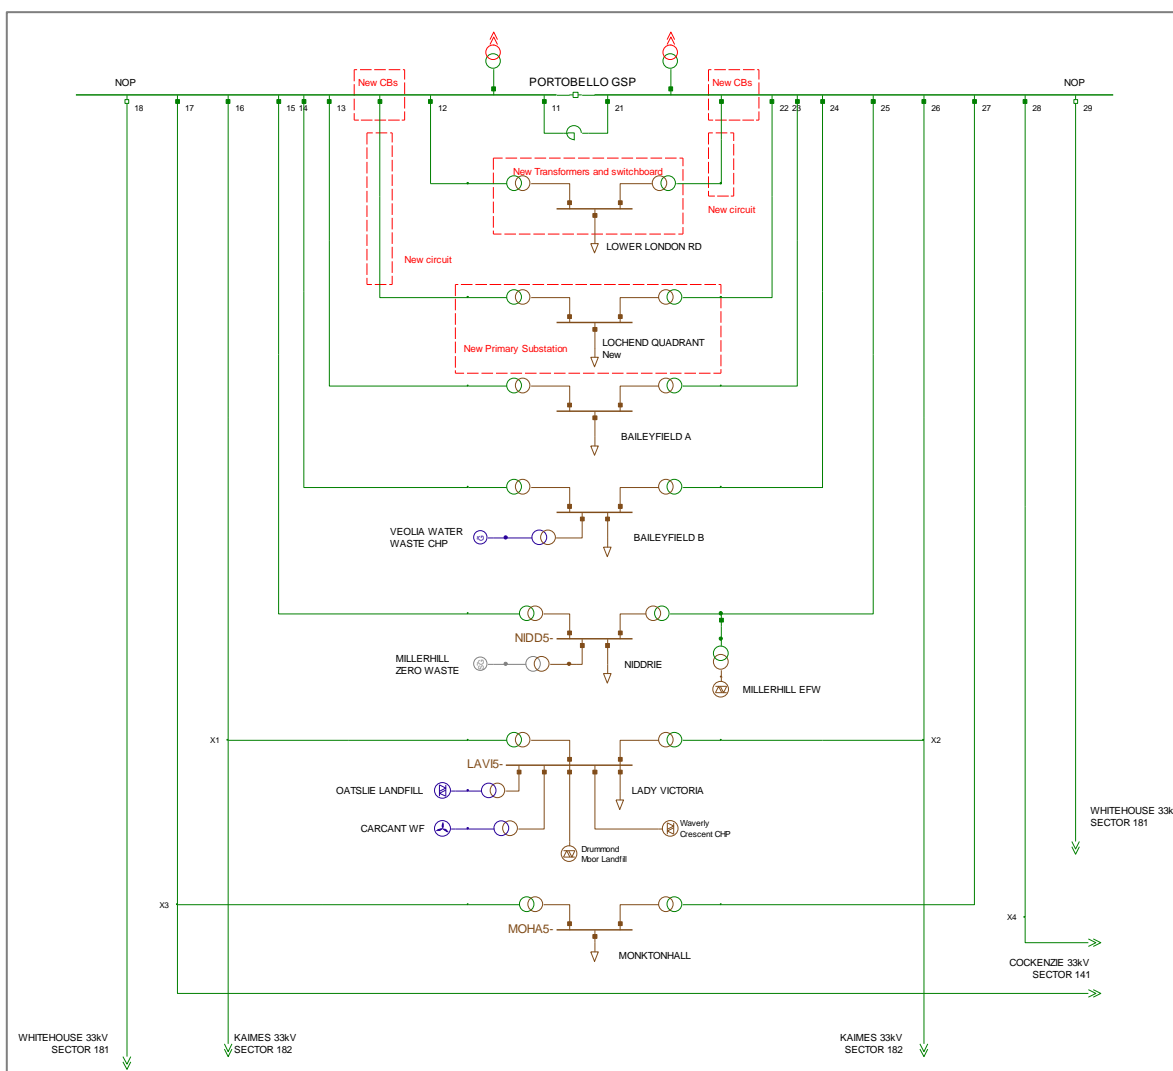 NOP
PORTOBELLO GSP
NOP
New CBs
New CBs
18
17
16
15
14
13
12
11
21
22
23
24
25
26
27
28
29
New Transformers and switchboard
New circuit
LOWER LONDON RD
New circuit
New Primary Substation
LOCHEND QUADRANT
New
BAILEYFIELD A
VEOLIA WATER
WASTE CHP
BAILEYFIELD B
NIDD5-
MILLERHILL
ZERO WASTE
NIDDRIE
MILLERHILL EFW
X1
X2
LAVI5-
OATSLIE LANDFILL
LADY VICTORIA
CARCANT WF
Waverly
Crescent CHP
Drummond
Moor Landfill
WHITEHOUSE 33k
SECTOR 181
X3
X4
MOHA5-
MONKTONHALL
COCKENZIE 33kV
SECTOR 141
WHITEHOUSE 33kV
SECTOR 181
KAIMES 33kV
SECTOR 182
KAIMES 33kV
SECTOR 182